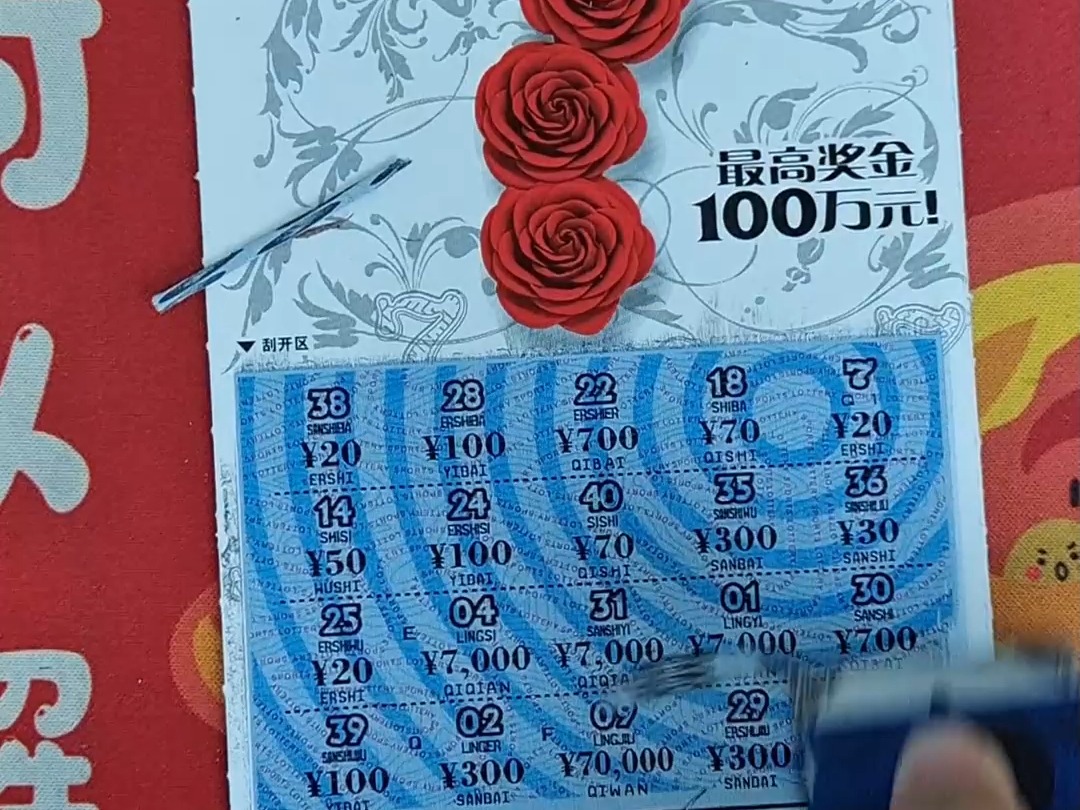 最高奖金
100万元!
刮开区
38 28 22 18 7
SANSHIBA ERSHIBA ERSHIER SHIBA QI
¥20 ¥100 ¥700 ¥70 ¥20
ERSHI YIBAI QIBAI QISHI ERSHI
14 24 40 35 36
SHISI ERSHISI SISHI SANSHIWU SANSHILIU
¥50 ¥100 ¥70 ¥300 ¥30
WUSHI YIBAI QISHI SANBAI SANSHI
25 04 31 01 30
ERSHIWU E LINGSI SANSHIYI LINGYI SANSHI
¥20 ¥7,000 ¥7,000 ¥7,000 ¥700
ERSHI QIQIAN
39 02 09 29
SANSHIJIU Q LINGER F LINGJIU ERSHIJIU
¥100 ¥300 ¥70,000 ¥300
YIBAI SANBAI QIWAN SANBAI